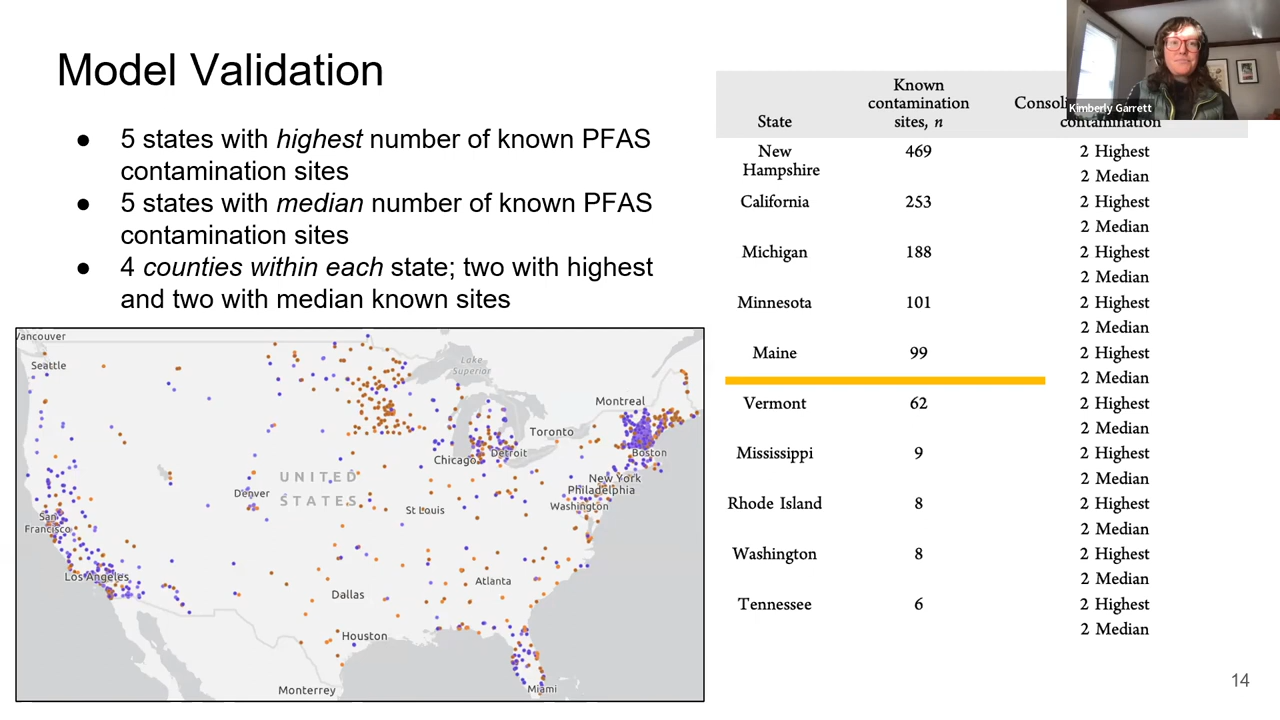 Model Validation
● 5 states with highest number of known PFAS
contamination sites
● 5 states with median number of known PFAS
contamination sites
● 4 counties within each state; two with highest
and two with median known sites
Vancouver
Seattle
Lake
Superior
Montreal
Toronto
Boston
Detroit
Chicago
New York
Philadelphia
UNITED
STATES
Denver
St Louis
Washington
San
Francisco
Los Angeles
Atlanta
Dallas
Houston
Monterrey
Miami
Kimberly Garrett
Known
contamination
sites, n
State
contamination
New
Hampshire
469
2 Highest
2 Median
California 253 2 Highest
2 Median
Michigan 188 2 Highest
2 Median
Minnesota 101 2 Highest
2 Median
Maine 99 2 Highest
2 Median
Vermont 62 2 Highest
2 Median
Mississippi 9 2 Highest
2 Median
Rhode Island 8 2 Highest
2 Median
Washington 8 2 Highest
2 Median
Tennessee 6 2 Highest
2 Median
14